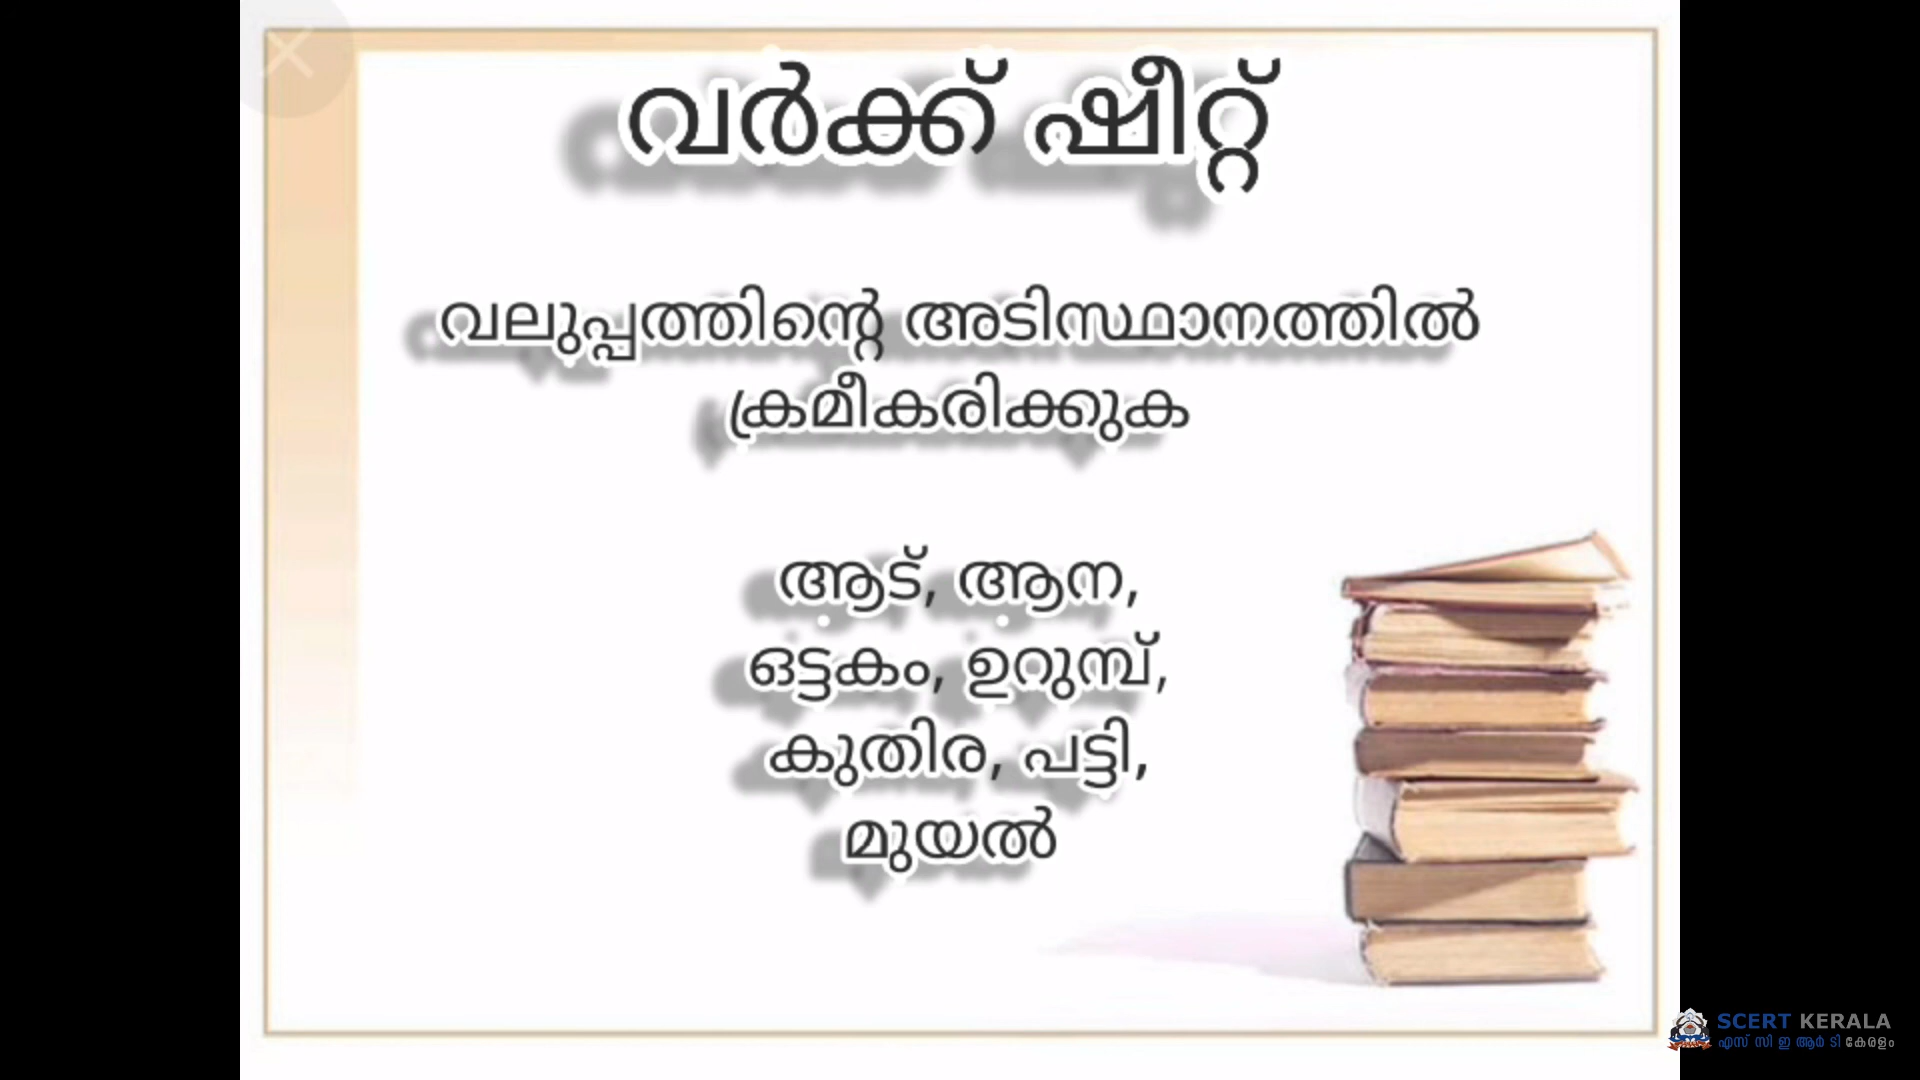 വർക്ക് ഷീറ്റ്
വലുപ്പത്തിന്റെ അടിസ്ഥാനത്തിൽ
ക്രമീകരിക്കുക
ആട്, ആന,
ഒട്ടകം, ഉറുമ്പ്,
കുതിര, പട്ടി,
മുയൽ
SCERT KERALA
എസ് സി ഇ ആർ ടി കേരളം